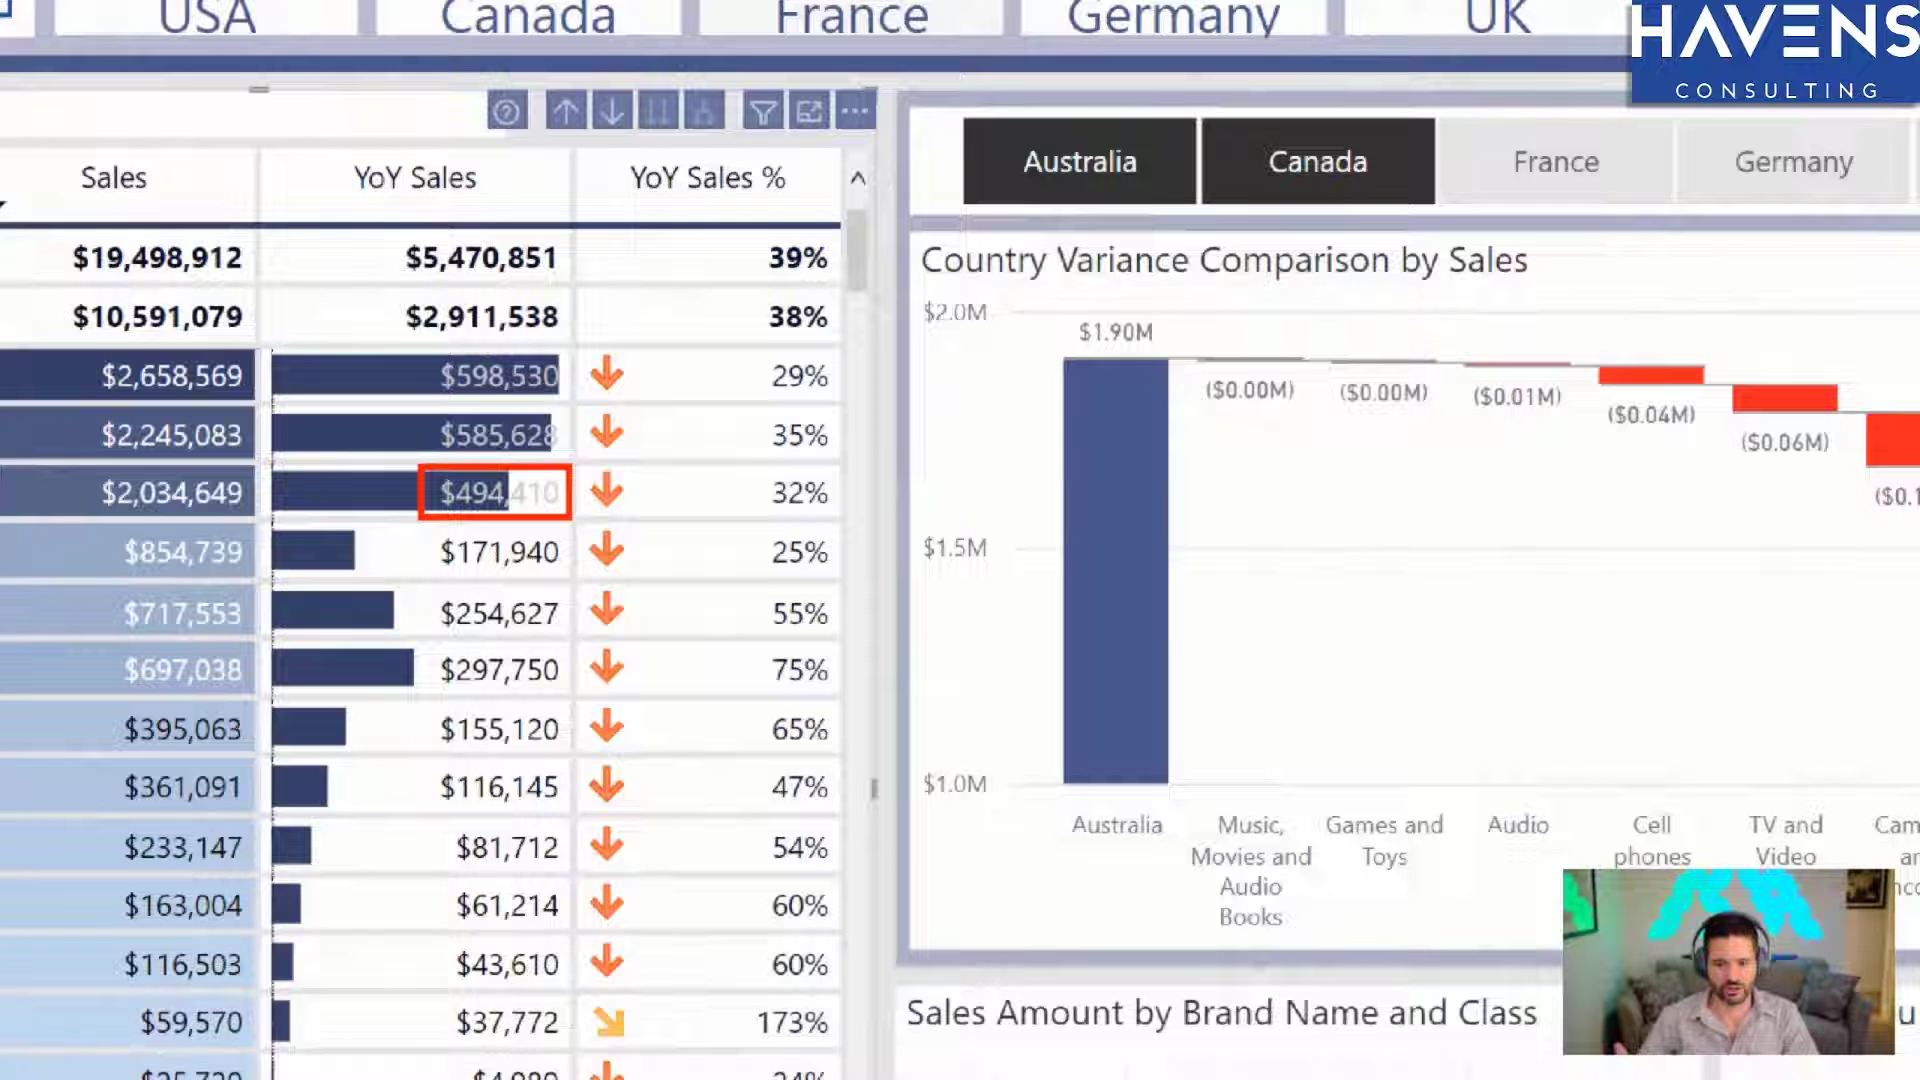 USA Canada France Germany UK
HAVENS
CONSULTING
Sales YoY Sales YoY Sales %
$19,498,912 $5,470,851 39%
$10,591,079 $2,911,538 38%
$2,658,569 $598,530 29%
$2,245,083 $585,628 35%
$2,034,649 $494,410 32%
$854,739 $171,940 25%
$717,553 $254,627 55%
$697,038 $297,750 75%
$395,063 $155,120 65%
$361,091 $116,145 47%
$233,147 $81,712 54%
$163,004 $61,214 60%
$116,503 $43,610 60%
$59,570 $37,772 173%
Australia Canada France Germany
Country Variance Comparison by Sales
$2.0M
$1.90M
($0.00M) ($0.00M) ($0.01M) ($0.04M) ($0.06M) ($0.1
$1.5M
$1.0M
Australia Music, Games and Audio Cell TV and Cam
Movies and Toys phones Video
Audio
Books
Sales Amount by Brand Name and Class